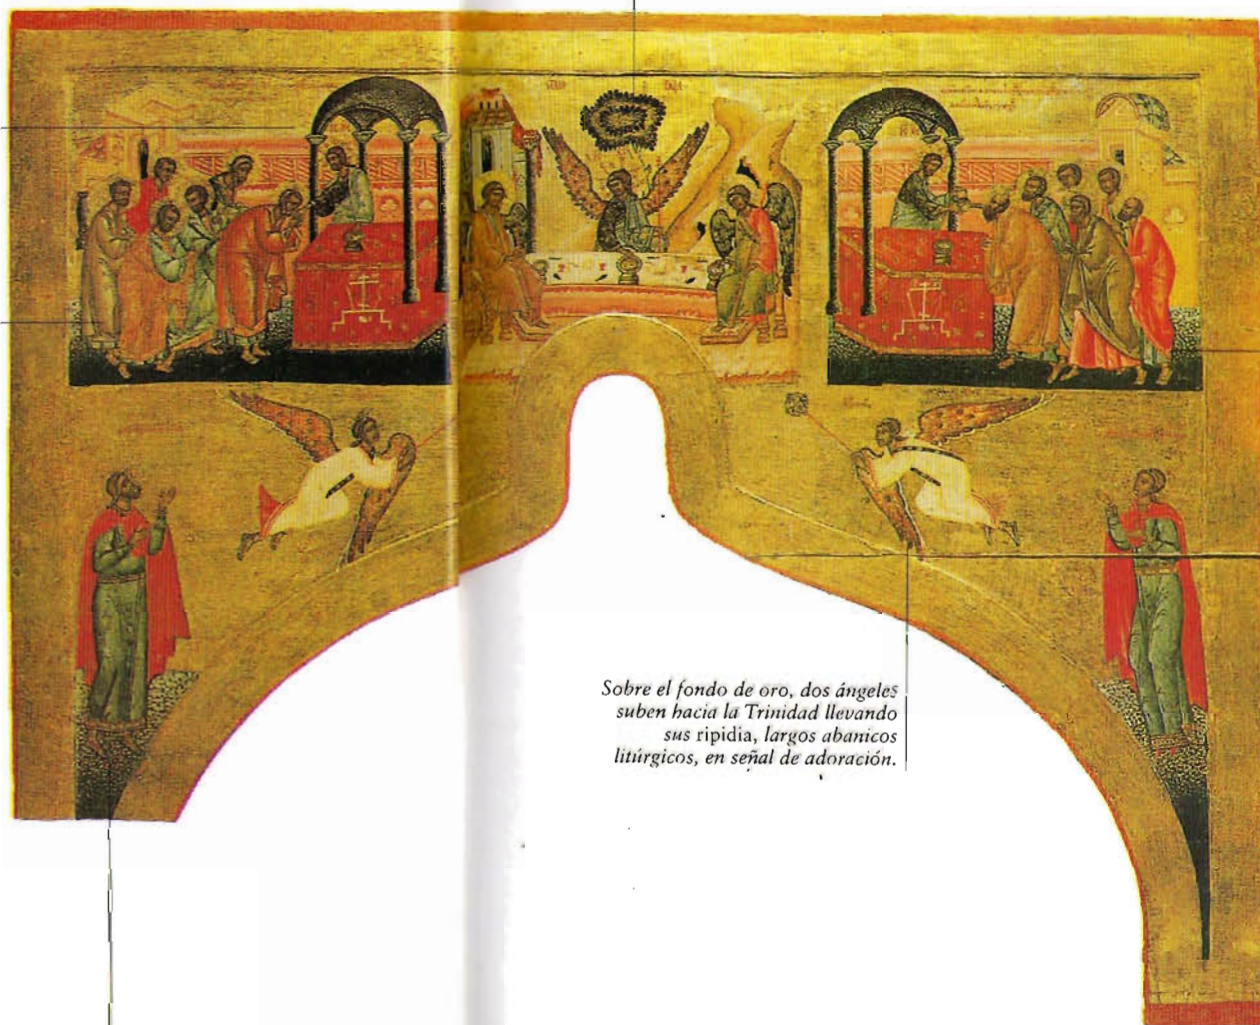 Sobre el fondo de oro, dos ángeles
suben hacia la Trinidad llevando
sus ripidia, largos abanicos
litúrgicos, en señal de adoración.